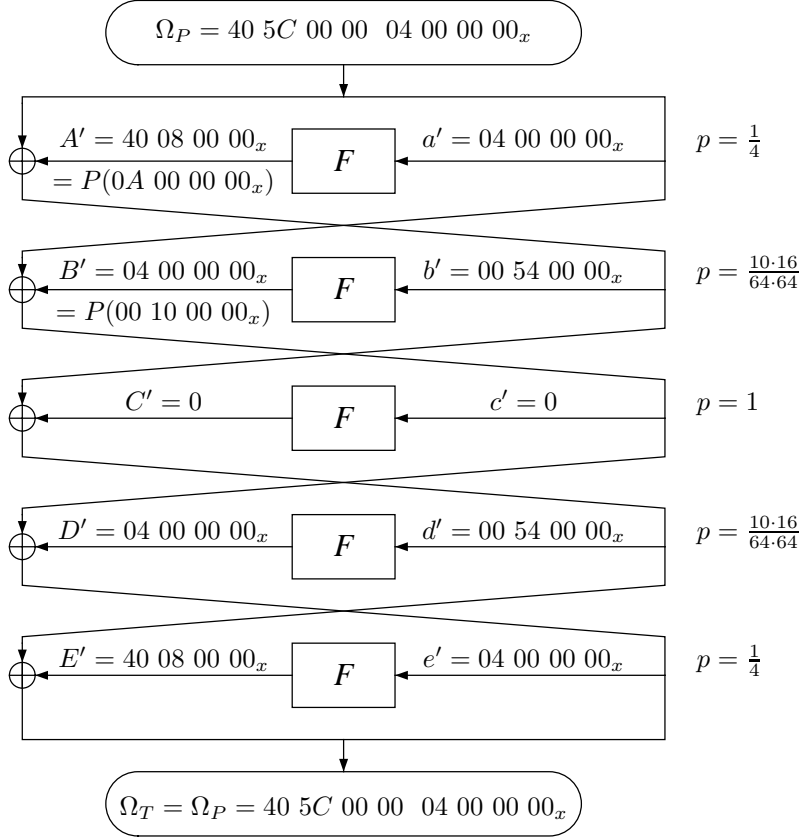 Ω_P = 40 5C 00 00 04 00 00 00_x
A′ = 40 08 00 00_x F a′ = 04 00 00 00_x p = 1/4
= P(0A 00 00 00_x)
B′ = 04 00 00 00_x F b′ = 00 54 00 00_x p = 10·16/64·64
= P(00 10 00 00_x)
C′ = 0 F c′ = 0 p = 1
D′ = 04 00 00 00_x F d′ = 00 54 00 00_x p = 10·16/64·64
E′ = 40 08 00 00_x F e′ = 04 00 00 00_x p = 1/4
Ω_T = Ω_P = 40 5C 00 00 04 00 00 00_x